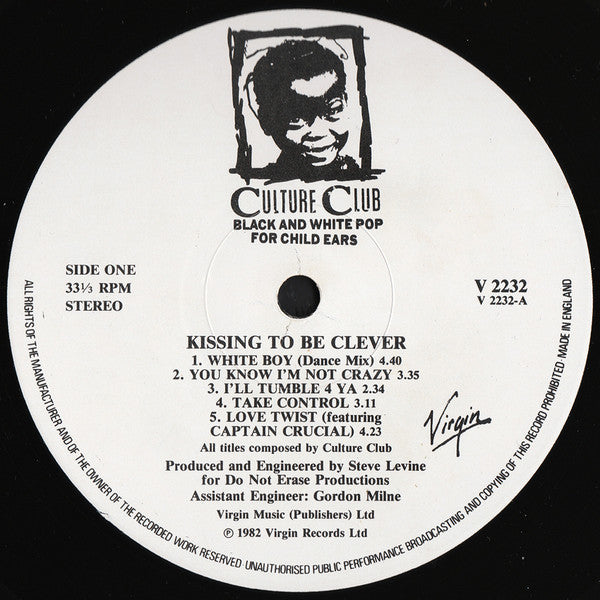 CULTURE CLUB
BLACK AND WHITE POP
FOR CHILD EARS
SIDE ONE
33⅓ RPM
STEREO
V 2232
V 2232-A
KISSING TO BE CLEVER
1. WHITE BOY (Dance Mix) 4.40
2. YOU KNOW I'M NOT CRAZY 3.35
3. I'LL TUMBLE 4 YA 2.34
4. TAKE CONTROL 3.11
5. LOVE TWIST (featuring
CAPTAIN CRUCIAL) 4.23
All titles composed by Culture Club
Produced and Engineered by Steve Levine
for Do Not Erase Productions
Assistant Engineer: Gordon Milne
Virgin Music (Publishers) Ltd
℗ 1982 Virgin Records Ltd
Virgin
ALL RIGHTS OF THE MANUFACTURER AND OF THE OWNER OF THE RECORDED WORK RESERVED · UNAUTHORISED PUBLIC PERFORMANCE BROADCASTING AND COPYING OF THIS RECORD PROHIBITED · MADE IN ENGLAND